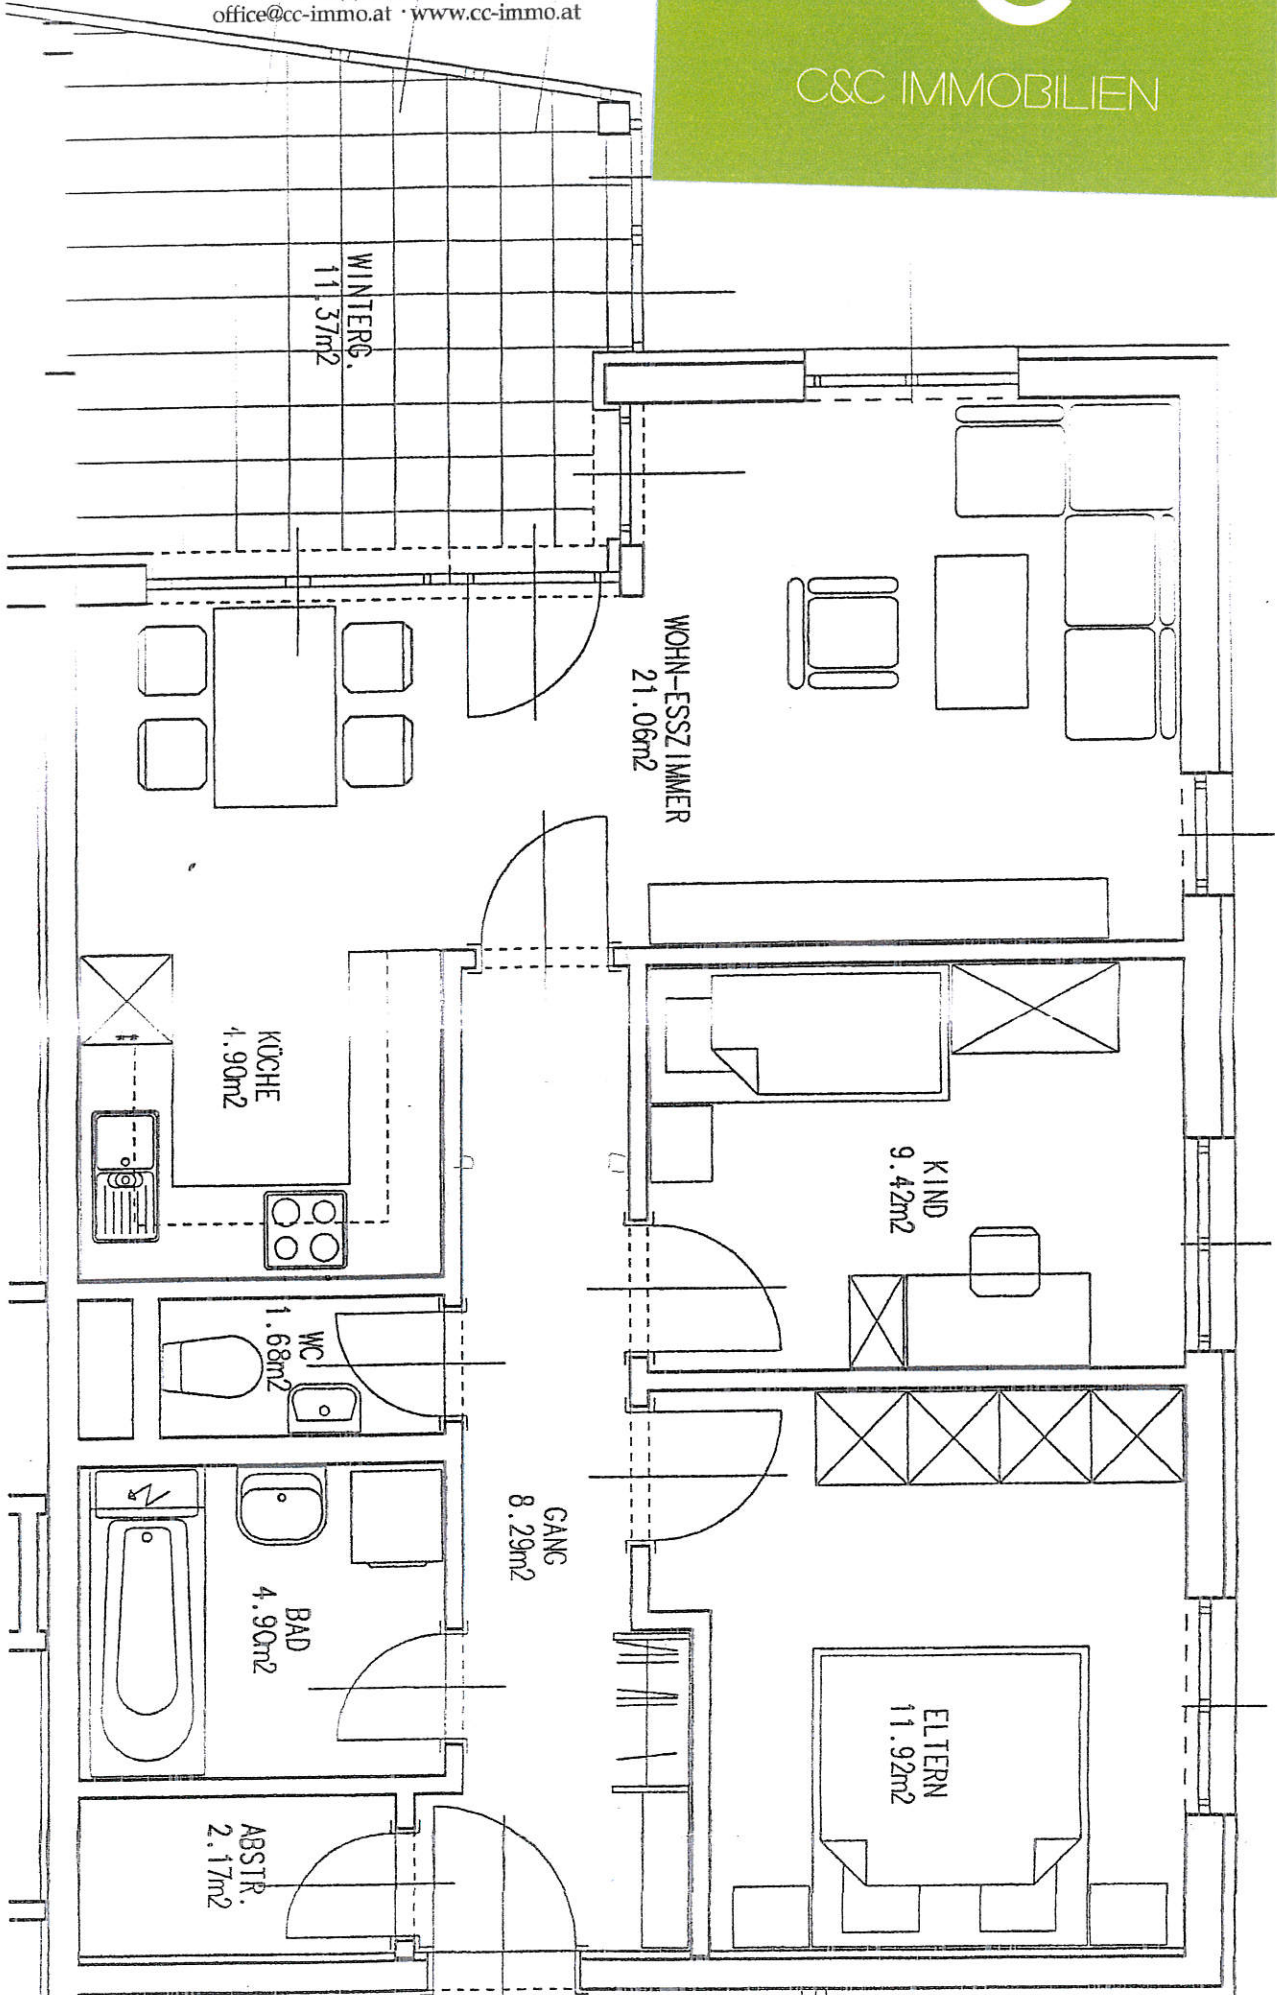 office@cc-immo.at · www.cc-immo.at
C&C IMMOBILIEN
WINTERG.
11.37m2
WOHN-ESSZIMMER
21.06m2
KÜCHE
4.90m2
KIND
9.42m2
WC
1.68m2
GANG
8.29m2
BAD
4.90m2
ELTERN
11.92m2
ABSTR.
2.17m2